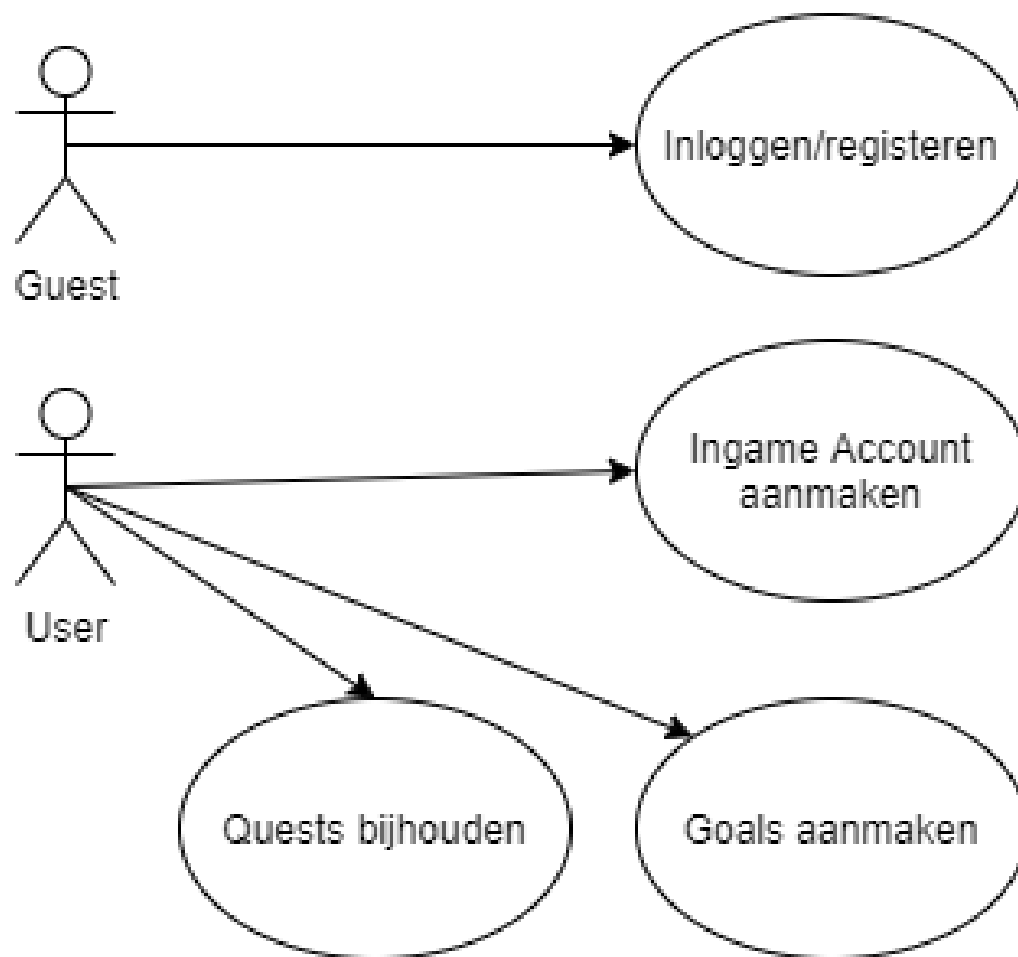 Inloggen/registeren
Guest
Ingame Account
aanmaken
User
Quests bijhouden
Goals aanmaken